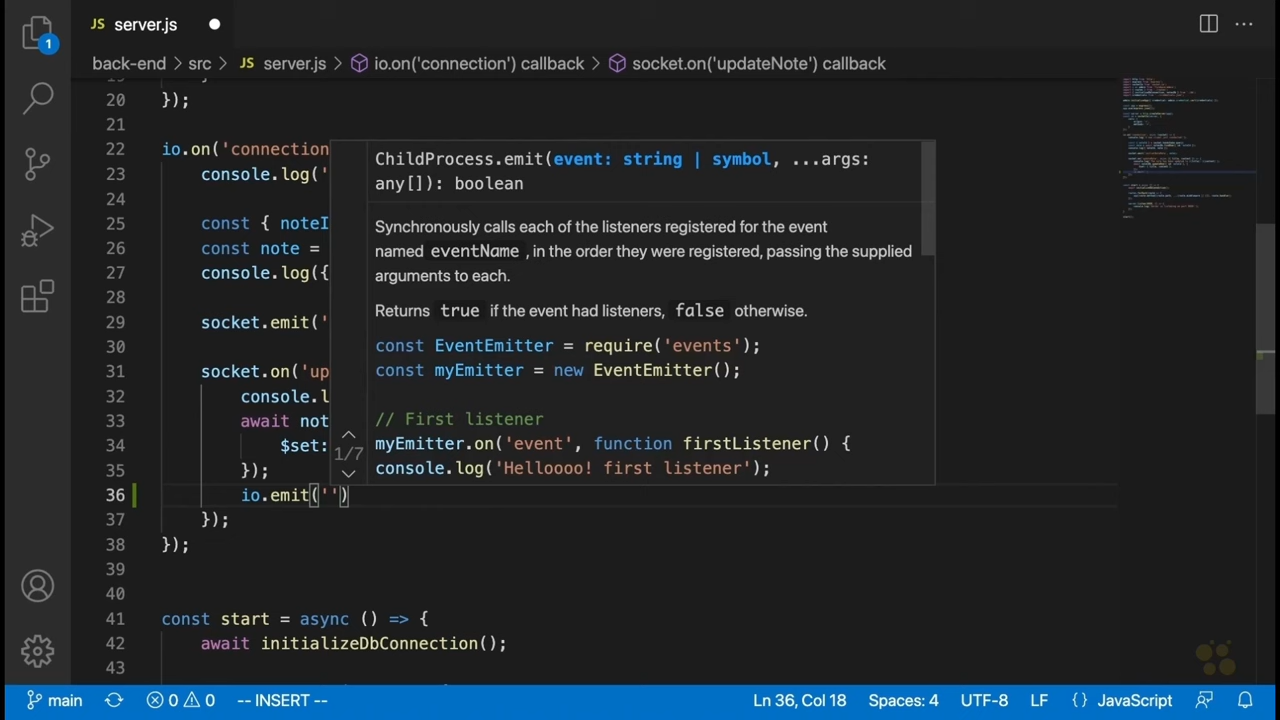 JS server.js
back-end > src > JS server.js > io.on('connection') callback > socket.on('updateNote') callback
1
19
20 });
21
22 io.on('connection
23 console.log('
24
25 const { noteI
26 const note =
27 console.log({
28
29 socket.emit('
30
31 socket.on('up
32 console.l
33 await not
34 $set:
35 });
36 io.emit('')
37 });
38 });
39
40
41 const start = async () => {
42 await initializeDbConnection();
43
ChildProcess.emit(event: string | symbol, ...args:
any[]): boolean
Synchronously calls each of the listeners registered for the event
named eventName , in the order they were registered, passing the supplied
arguments to each.
Returns true if the event had listeners, false otherwise.
const EventEmitter = require('events');
const myEmitter = new EventEmitter();
// First listener
myEmitter.on('event', function firstListener() {
console.log('Helloooo! first listener');
1/7
main 0 0 -- INSERT -- Ln 36, Col 18 Spaces: 4 UTF-8 LF {} JavaScript